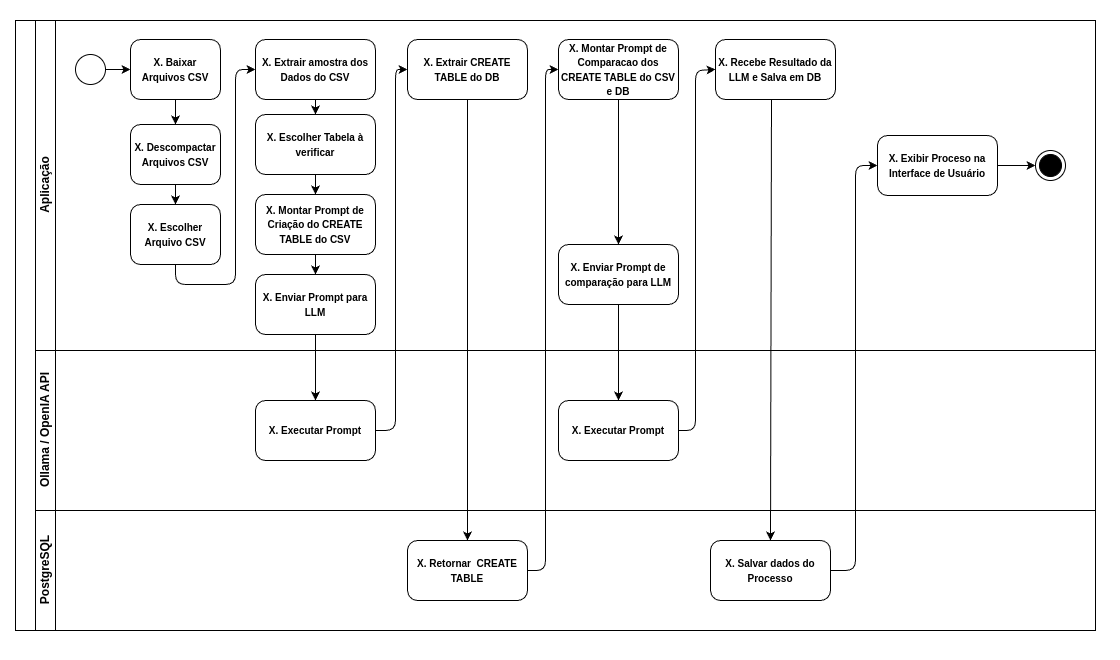 Aplicação
X. Baixar
Arquivos CSV
X. Descompactar
Arquivos CSV
X. Escolher
Arquivo CSV
X. Extrair amostra dos
Dados do CSV
X. Escolher Tabela à
verificar
X. Montar Prompt de
Criação do CREATE
TABLE do CSV
X. Enviar Prompt para
LLM
X. Extrair CREATE
TABLE do DB
X. Montar Prompt de
Comparacao dos
CREATE TABLE do CSV
e DB
X. Enviar Prompt de
comparação para LLM
X. Recebe Resultado da
LLM e Salva em DB
X. Exibir Proceso na
Interface de Usuário
Ollama / OpenIA API
X. Executar Prompt
X. Executar Prompt
PostgreSQL
X. Retornar  CREATE
TABLE
X. Salvar dados do
Processo